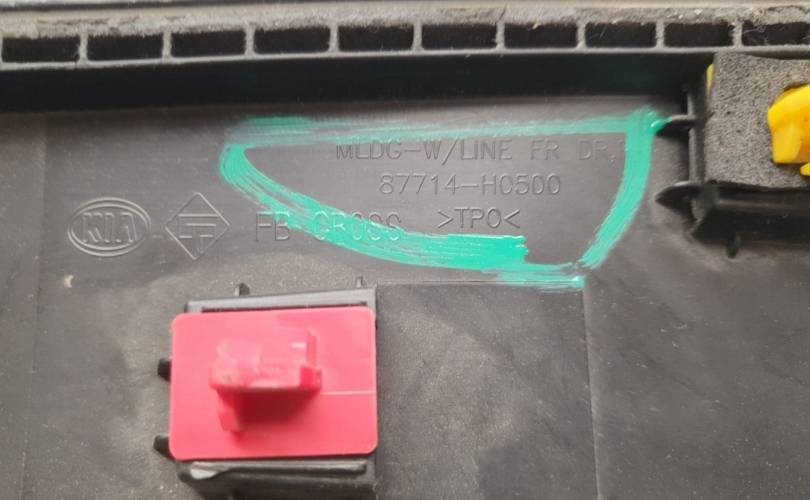 MLDG-W/LINE FR DR,
87714-H0500
KIA FB CROSS >TPO<